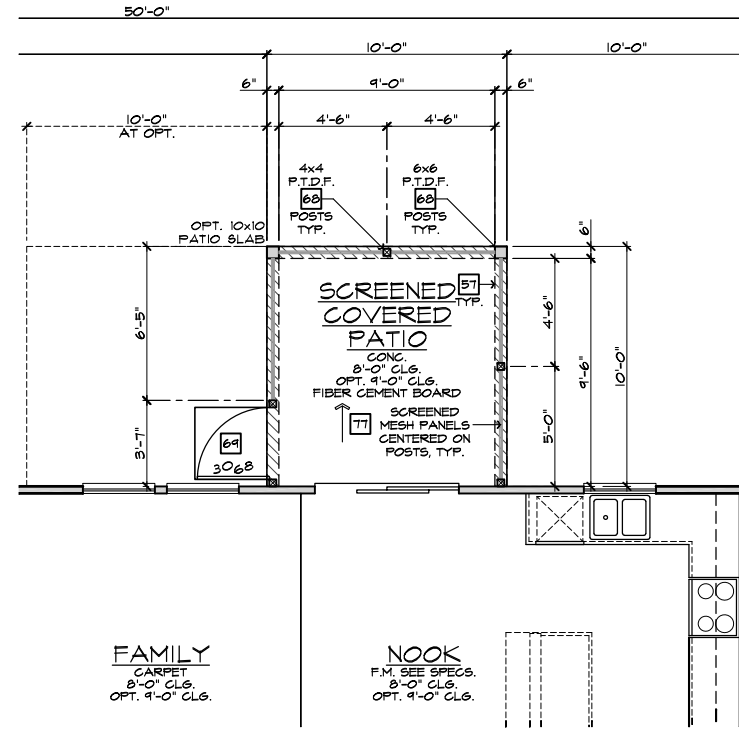 50'-0"
10'-0"
10'-0"
6"
9'-0"
6"
10'-0"
AT OPT.
4'-6"
4'-6"
4x4
P.T.D.F.
68
POSTS
TYP.
6x6
P.T.D.F.
68
POSTS
TYP.
OPT. 10x10
PATIO SLAB
6"
SCREENED
COVERED
PATIO
CONC.
8'-0" CLG.
OPT. 9'-0" CLG.
FIBER CEMENT BOARD
57
TYP.
6'-5"
4'-6"
9'-6"
10'-0"
77
SCREENED
MESH PANELS
CENTERED ON
POSTS, TYP.
3'-7"
69
3068
5'-0"
FAMILY
CARPET
8'-0" CLG.
OPT. 9'-0" CLG.
NOOK
F.M. SEE SPECS.
8'-0" CLG.
OPT. 9'-0" CLG.